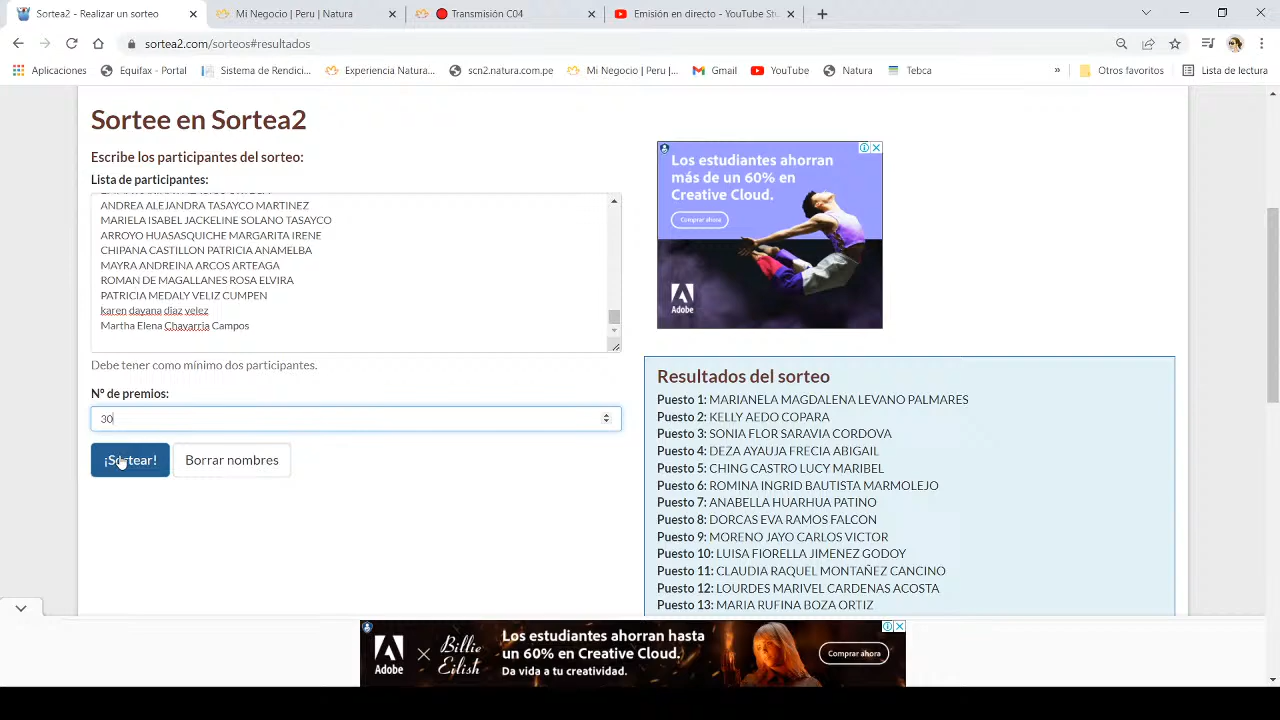 Sortea2 - Realizar un sorteo
Mi Negocio | Peru | Natura
Transmisión C04
Emisión en directo - YouTube Stu
sortea2.com/sorteos#resultados
Aplicaciones
Equifax - Portal
Sistema de Rendici...
Experiencia Natura...
scn2.natura.com.pe
Mi Negocio | Peru |...
Gmail
YouTube
Natura
Tebca
»
Otros favoritos
Lista de lectura
Sortee en Sortea2
Escribe los participantes del sorteo:
Lista de participantes:
ANDREA ALEJANDRA TASAYCO MARTINEZ
MARIELA ISABEL JACKELINE SOLANO TASAYCO
ARROYO HUASASQUICHE MARGARITA IRENE
CHIPANA CASTILLON PATRICIA ANAMELBA
MAYRA ANDREINA ARCOS ARTEAGA
ROMAN DE MAGALLANES ROSA ELVIRA
PATRICIA MEDALY VELIZ CUMPEN
karen dayana diaz velez
Martha Elena Chavarria Campos
Debe tener como mínimo dos participantes.
N° de premios:
30
¡Sortear!
Borrar nombres
Los estudiantes ahorran
más de un 60% en
Creative Cloud.
Comprar ahora
Adobe
Resultados del sorteo
Puesto 1: MARIANELA MAGDALENA LEVANO PALMARES
Puesto 2: KELLY AEDO COPARA
Puesto 3: SONIA FLOR SARAVIA CORDOVA
Puesto 4: DEZA AYAUJA FRECIA ABIGAIL
Puesto 5: CHING CASTRO LUCY MARIBEL
Puesto 6: ROMINA INGRID BAUTISTA MARMOLEJO
Puesto 7: ANABELLA HUARHUA PATINO
Puesto 8: DORCAS EVA RAMOS FALCON
Puesto 9: MORENO JAYO CARLOS VICTOR
Puesto 10: LUISA FIORELLA JIMENEZ GODOY
Puesto 11: CLAUDIA RAQUEL MONTAÑEZ CANCINO
Puesto 12: LOURDES MARIVEL CARDENAS ACOSTA
Puesto 13: MARIA RUFINA BOZA ORTIZ
Adobe
Billie
Eilish
Los estudiantes ahorran hasta
un 60% en Creative Cloud.
Da vida a tu creatividad.
Comprar ahora